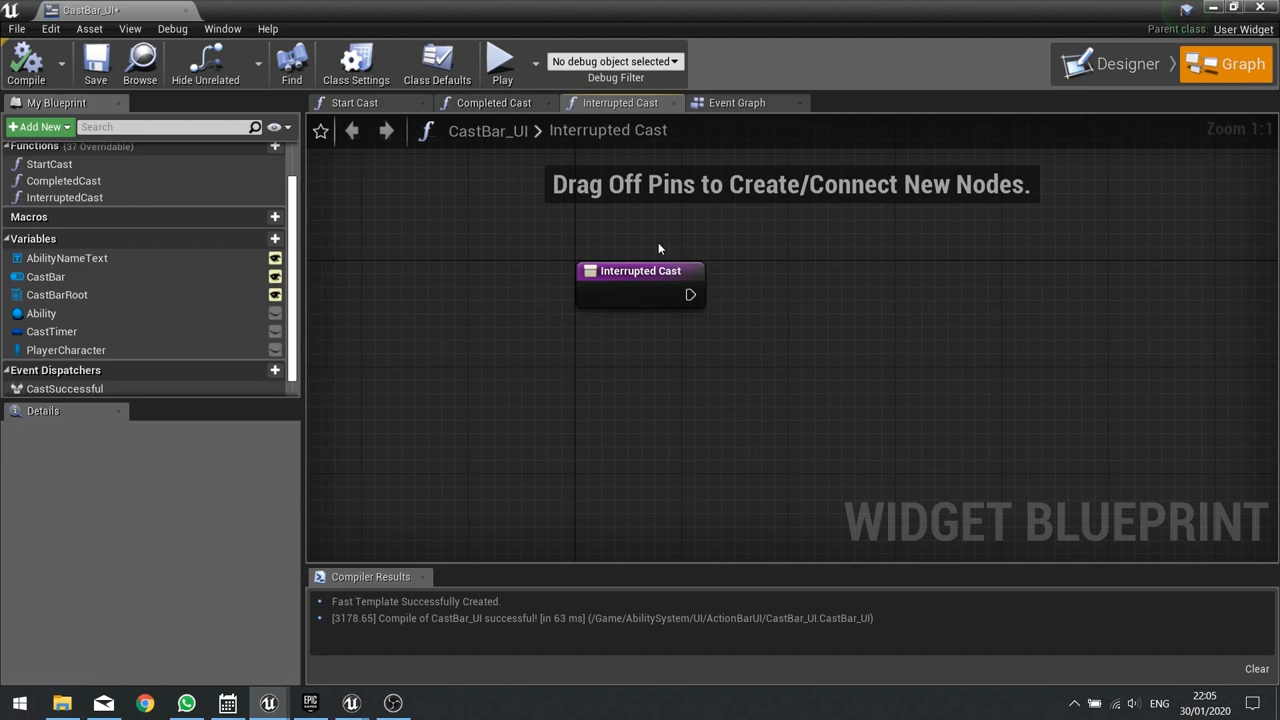 CastBar_UI*
File Edit Asset View Window Debug Help
Parent class: User Widget
Compile Save Browse Hide Unrelated Find Class Settings Class Defaults Play
No debug object selected
Debug Filter
Designer Graph
My Blueprint
Start Cast Completed Cast Interrupted Cast Event Graph
Add New Search
CastBar_UI > Interrupted Cast
Zoom 1:1
Functions (37 Overridable)
StartCast
CompletedCast
InterruptedCast
Macros
Variables
AbilityNameText
CastBar
CastBarRoot
Ability
CastTimer
PlayerCharacter
Event Dispatchers
CastSuccessful
Details
Drag Off Pins to Create/Connect New Nodes.
Interrupted Cast
WIDGET BLUEPRINT
Compiler Results
Fast Template Successfully Created.
[3178.65] Compile of CastBar_UI successful! [in 63 ms] (/Game/AbilitySystem/UI/ActionBarUI/CastBar_UI.CastBar_UI)
Clear
ENG
22:05
30/01/2020